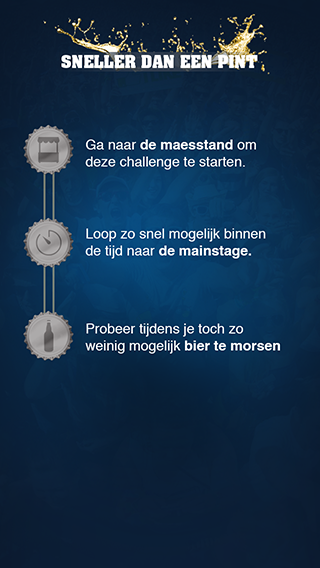 SNELLER DAN EEN PINT
Ga naar de maesstand om
deze challenge te starten.
Loop zo snel mogelijk binnen
de tijd naar de mainstage.
Probeer tijdens je toch zo
weinig mogelijk bier te morsen